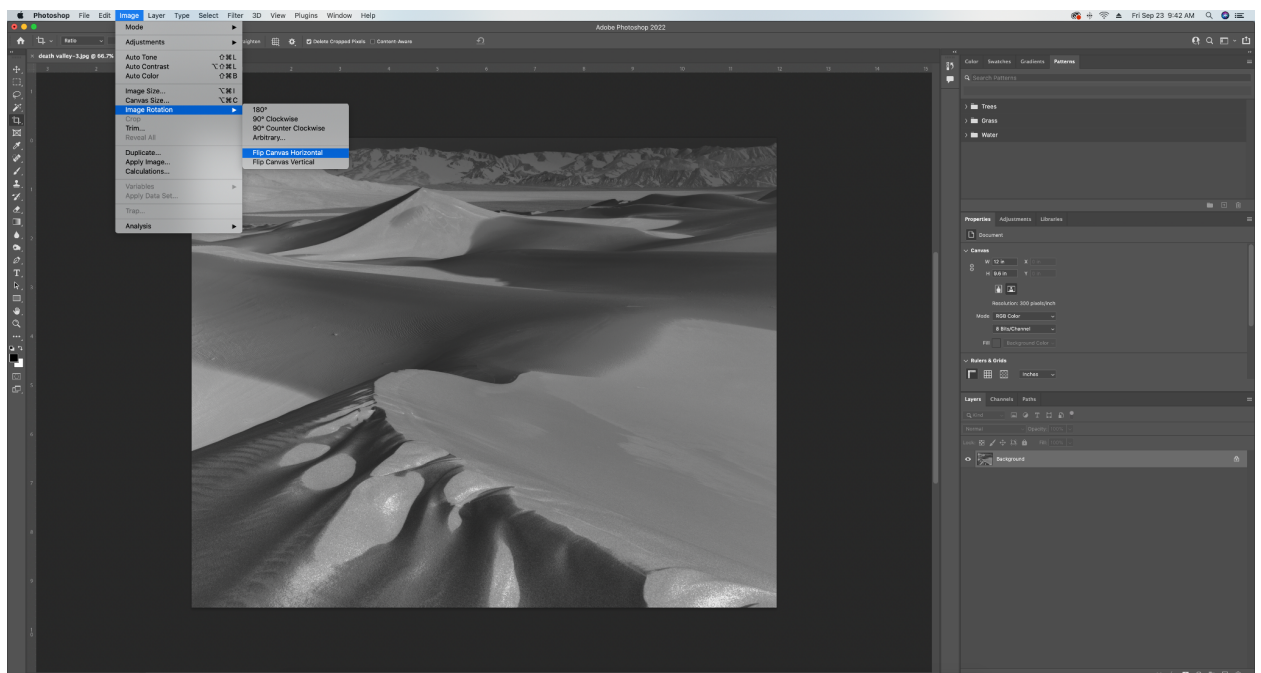 Photoshop File Edit Image Layer Type Select Filter 3D View Plugins Window Help
Fri Sep 23 9:42 AM
Adobe Photoshop 2022
Ratio
Delete Cropped Pixels Content-Aware
death valley-3.jpg @ 66.7%
Mode
Adjustments
Auto Tone ⇧⌘L
Auto Contrast ⌥⇧⌘L
Auto Color ⇧⌘B
Image Size... ⌥⌘I
Canvas Size... ⌥⌘C
Image Rotation
Crop
Trim...
Reveal All
Duplicate...
Apply Image...
Calculations...
Variables
Apply Data Set...
Trap...
Analysis
180°
90° Clockwise
90° Counter Clockwise
Arbitrary...
Flip Canvas Horizontal
Flip Canvas Vertical
Color Swatches Gradients Patterns
Search Patterns
Trees
Grass
Water
Properties Adjustments Libraries
Document
Canvas
W 12 in X
H 9.6 in Y
Resolution: 300 pixels/inch
Mode RGB Color
8 Bits/Channel
Fill Background Color
Rulers & Grids
Inches
Layers Channels Paths
Kind
Normal Opacity:
Lock: Fill:
Background